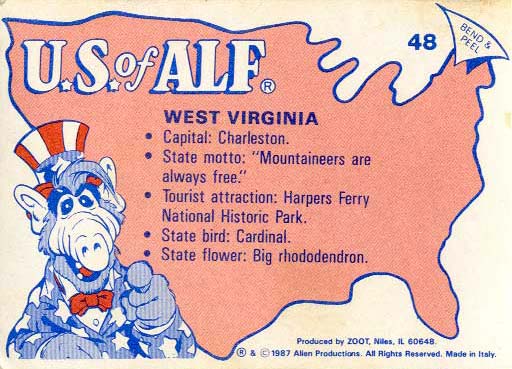 BEND &
PEEL
48
U.S. of ALF®
WEST VIRGINIA
• Capital: Charleston.
• State motto: "Mountaineers are
always free."
• Tourist attraction: Harpers Ferry
National Historic Park.
• State bird: Cardinal.
• State flower: Big rhododendron.
Produced by ZOOT, Niles, IL 60648.
® & ©1987 Alien Productions. All Rights Reserved. Made in Italy.